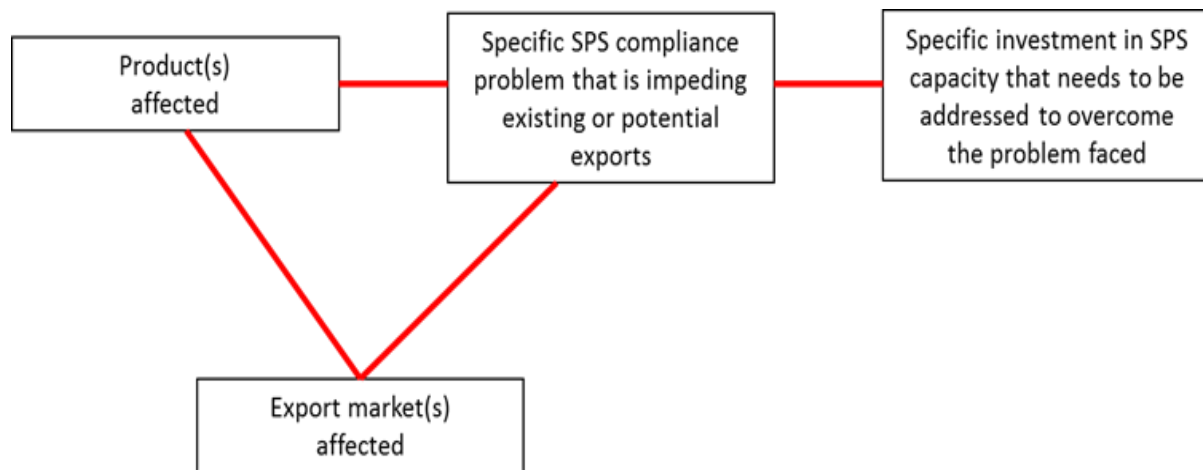 Product(s)
affected
Specific SPS compliance
problem that is impeding
existing or potential
exports
Specific investment in SPS
capacity that needs to be
addressed to overcome
the problem faced
Export market(s)
affected